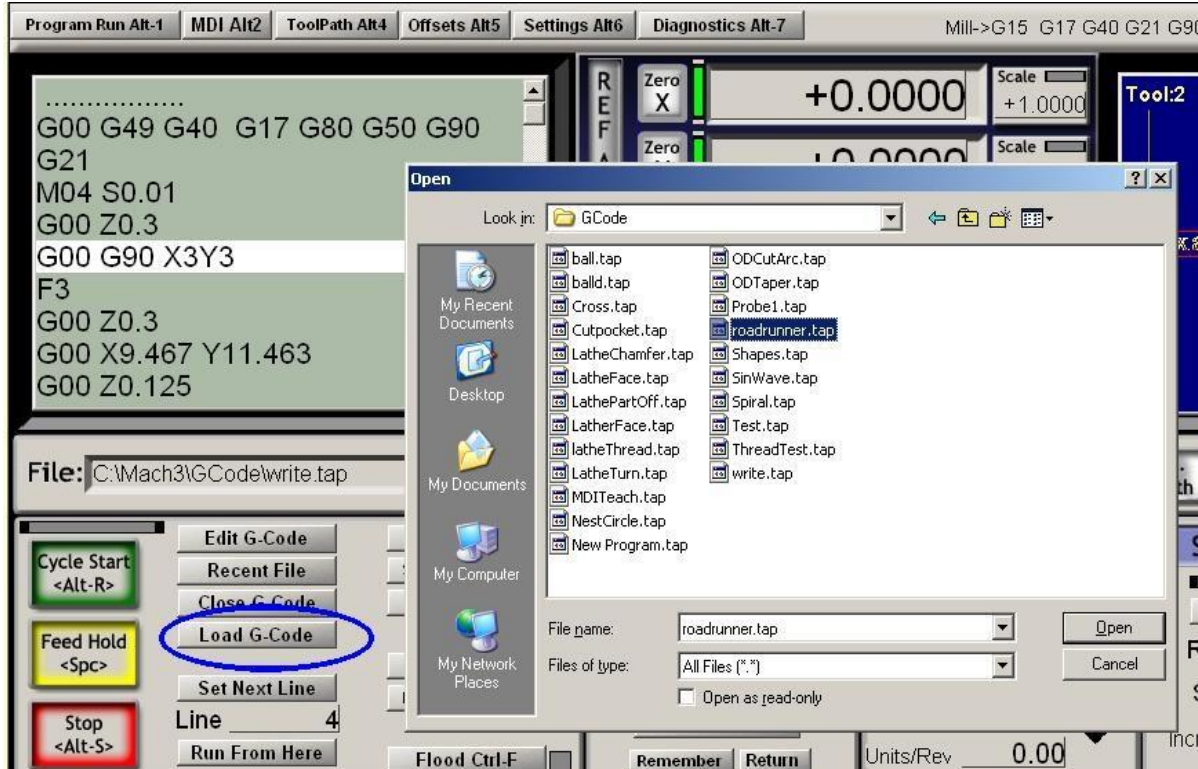 Program Run Alt-1 MDI Alt2 ToolPath Alt4 Offsets Alt5 Settings Alt6 Diagnostics Alt-7 Mill->G15 G17 G40 G21 G90
................
G00 G49 G40 G17 G80 G50 G90
G21
M04 S0.01
G00 Z0.3
G00 G90 X3Y3
F3
G00 Z0.3
G00 X9.467 Y11.463
G00 Z0.125
REFA
Zero X +0.0000 Scale +1.0000
Zero Scale
Tool:2
Open
Look in: GCode
My Recent Documents
Desktop
My Documents
My Computer
My Network Places
ball.tap
balld.tap
Cross.tap
Cutpocket.tap
LatheChamfer.tap
LatheFace.tap
LathePartOff.tap
LatherFace.tap
latheThread.tap
LatheTurn.tap
MDITeach.tap
NestCircle.tap
New Program.tap
ODCutArc.tap
ODTaper.tap
Probe1.tap
roadrunner.tap
Shapes.tap
SinWave.tap
Spiral.tap
Test.tap
ThreadTest.tap
write.tap
File name: roadrunner.tap Open
Files of type: All Files (*.*) Cancel
Open as read-only
File: C:\Mach3\GCode\write.tap
Cycle Start
<Alt-R>
Feed Hold
<Spc>
Stop
<Alt-S>
Edit G-Code
Recent File
Close G-Code
Load G-Code
Set Next Line
Line 4
Run From Here
Flood Ctrl-F
Remember Return
Units/Rev 0.00